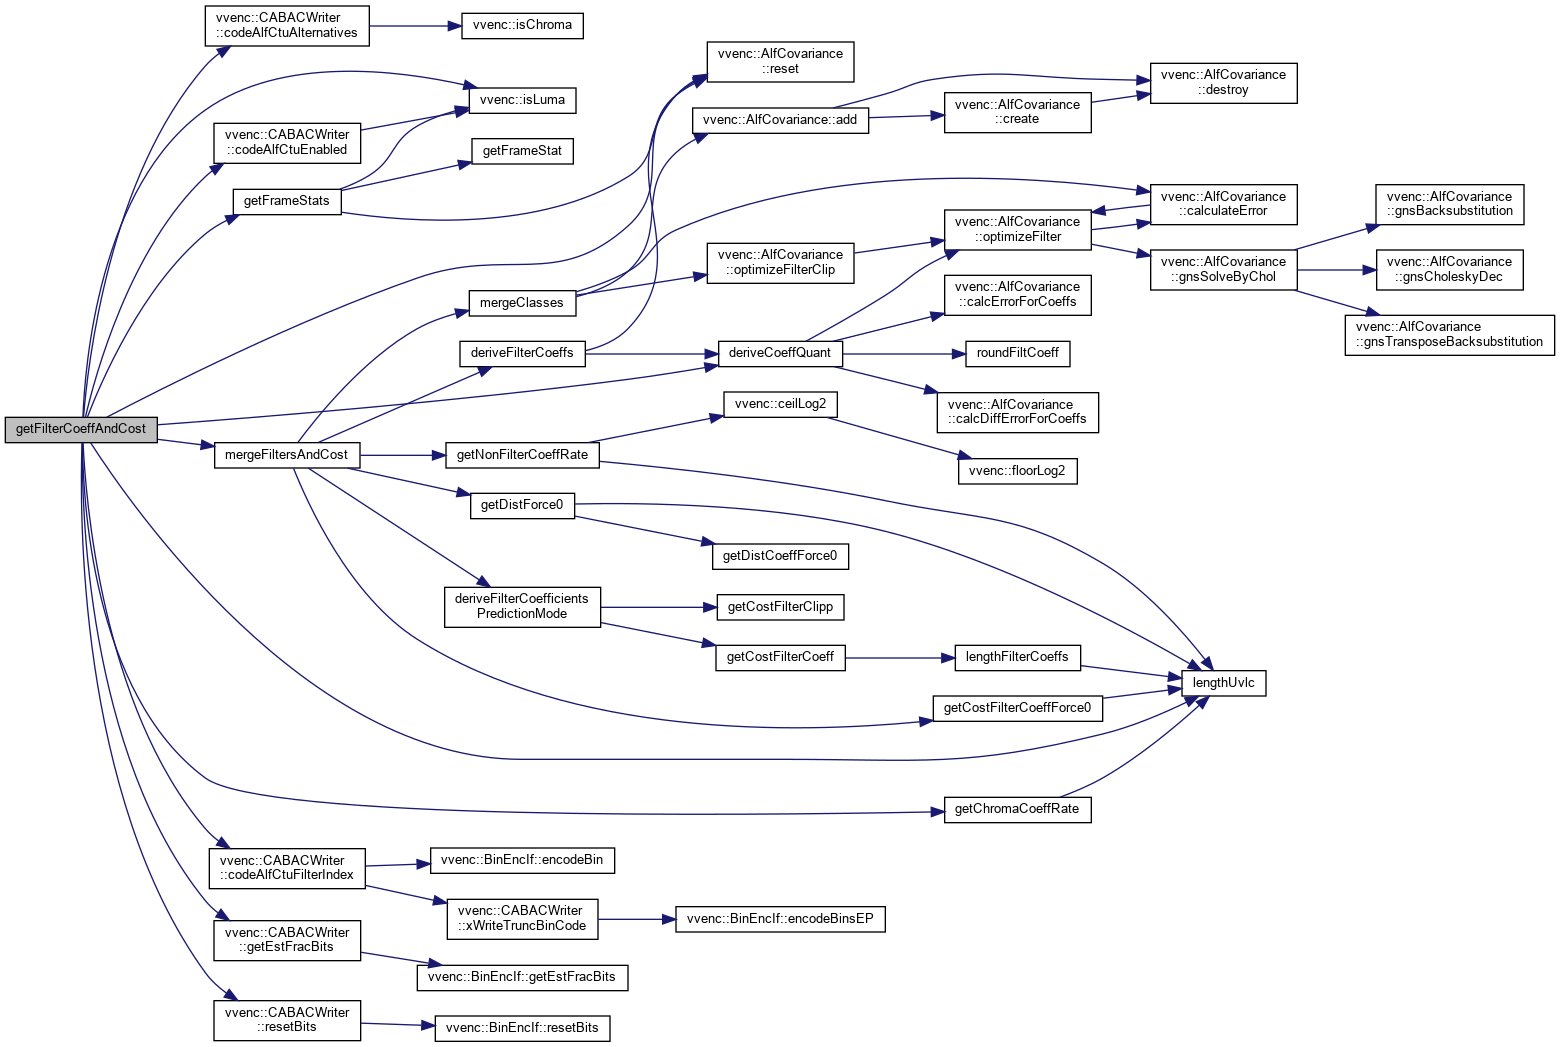 getFilterCoeffAndCost
vvenc::CABACWriter
::codeAlfCtuAlternatives
vvenc::isChroma
vvenc::isLuma
vvenc::CABACWriter
::codeAlfCtuEnabled
getFrameStats
getFrameStat
vvenc::AlfCovariance
::reset
vvenc::AlfCovariance::add
vvenc::AlfCovariance
::create
vvenc::AlfCovariance
::destroy
mergeFiltersAndCost
mergeClasses
vvenc::AlfCovariance
::optimizeFilterClip
vvenc::AlfCovariance
::optimizeFilter
vvenc::AlfCovariance
::calculateError
vvenc::AlfCovariance
::gnsSolveByChol
vvenc::AlfCovariance
::gnsBacksubstitution
vvenc::AlfCovariance
::gnsCholeskyDec
vvenc::AlfCovariance
::gnsTransposeBacksubstitution
deriveFilterCoeffs
deriveCoeffQuant
vvenc::AlfCovariance
::calcErrorForCoeffs
roundFiltCoeff
vvenc::AlfCovariance
::calcDiffErrorForCoeffs
getNonFilterCoeffRate
vvenc::ceilLog2
vvenc::floorLog2
getDistForce0
getDistCoeffForce0
deriveFilterCoefficients
PredictionMode
getCostFilterClipp
getCostFilterCoeff
lengthFilterCoeffs
lengthUvlc
getCostFilterCoeffForce0
getChromaCoeffRate
vvenc::CABACWriter
::codeAlfCtuFilterIndex
vvenc::BinEncIf::encodeBin
vvenc::CABACWriter
::xWriteTruncBinCode
vvenc::BinEncIf::encodeBinsEP
vvenc::CABACWriter
::getEstFracBits
vvenc::BinEncIf::getEstFracBits
vvenc::CABACWriter
::resetBits
vvenc::BinEncIf::resetBits